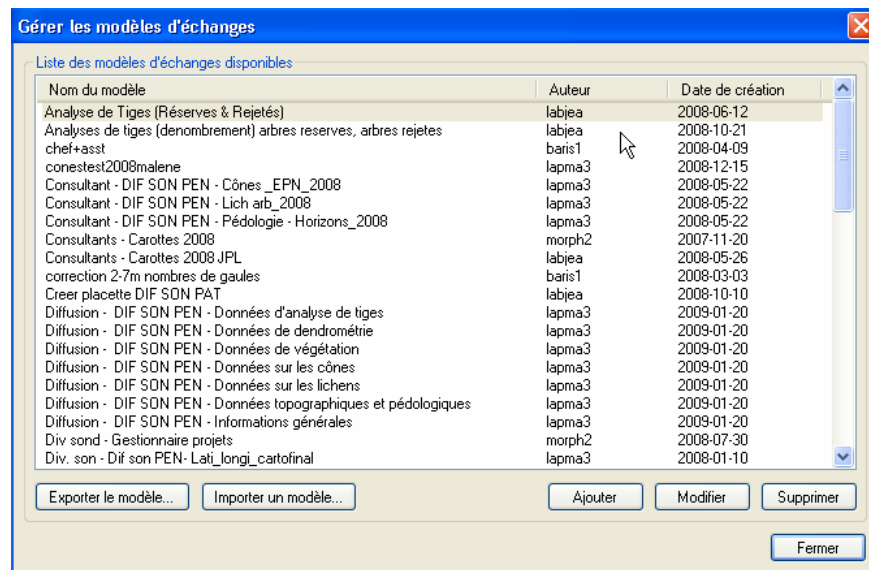 Gérer les modèles d'échanges
Liste des modèles d'échanges disponibles
Nom du modèle Auteur Date de création
Analyse de Tiges (Réserves & Rejetés) labjea 2008-06-12
Analyses de tiges (denombrement) arbres reserves, arbres rejetes labjea 2008-10-21
chef+asst baris1 2008-04-09
conestest2008malene lapma3 2008-12-15
Consultant - DIF SON PEN - Cônes _EPN_2008 lapma3 2008-05-22
Consultant - DIF SON PEN - Lich arb_2008 lapma3 2008-05-22
Consultant - DIF SON PEN - Pédologie - Horizons_2008 lapma3 2008-05-22
Consultants - Carottes 2008 morph2 2007-11-20
Consultants - Carottes 2008 JPL labjea 2008-05-26
correction 2-7m nombres de gaules baris1 2008-03-03
Creer placette DIF SON PAT labjea 2008-10-10
Diffusion - DIF SON PEN - Données d'analyse de tiges lapma3 2009-01-20
Diffusion - DIF SON PEN - Données de dendrométrie lapma3 2009-01-20
Diffusion - DIF SON PEN - Données de végétation lapma3 2009-01-20
Diffusion - DIF SON PEN - Données sur les cônes lapma3 2009-01-20
Diffusion - DIF SON PEN - Données sur les lichens lapma3 2009-01-20
Diffusion - DIF SON PEN - Données topographiques et pédologiques lapma3 2009-01-20
Diffusion - DIF SON PEN - Informations générales lapma3 2009-01-20
Div sond - Gestionnaire projets morph2 2008-07-30
Div. son - Dif son PEN- Lati_longi_cartofinal lapma3 2008-01-10
Exporter le modèle... Importer un modèle... Ajouter Modifier Supprimer
Fermer